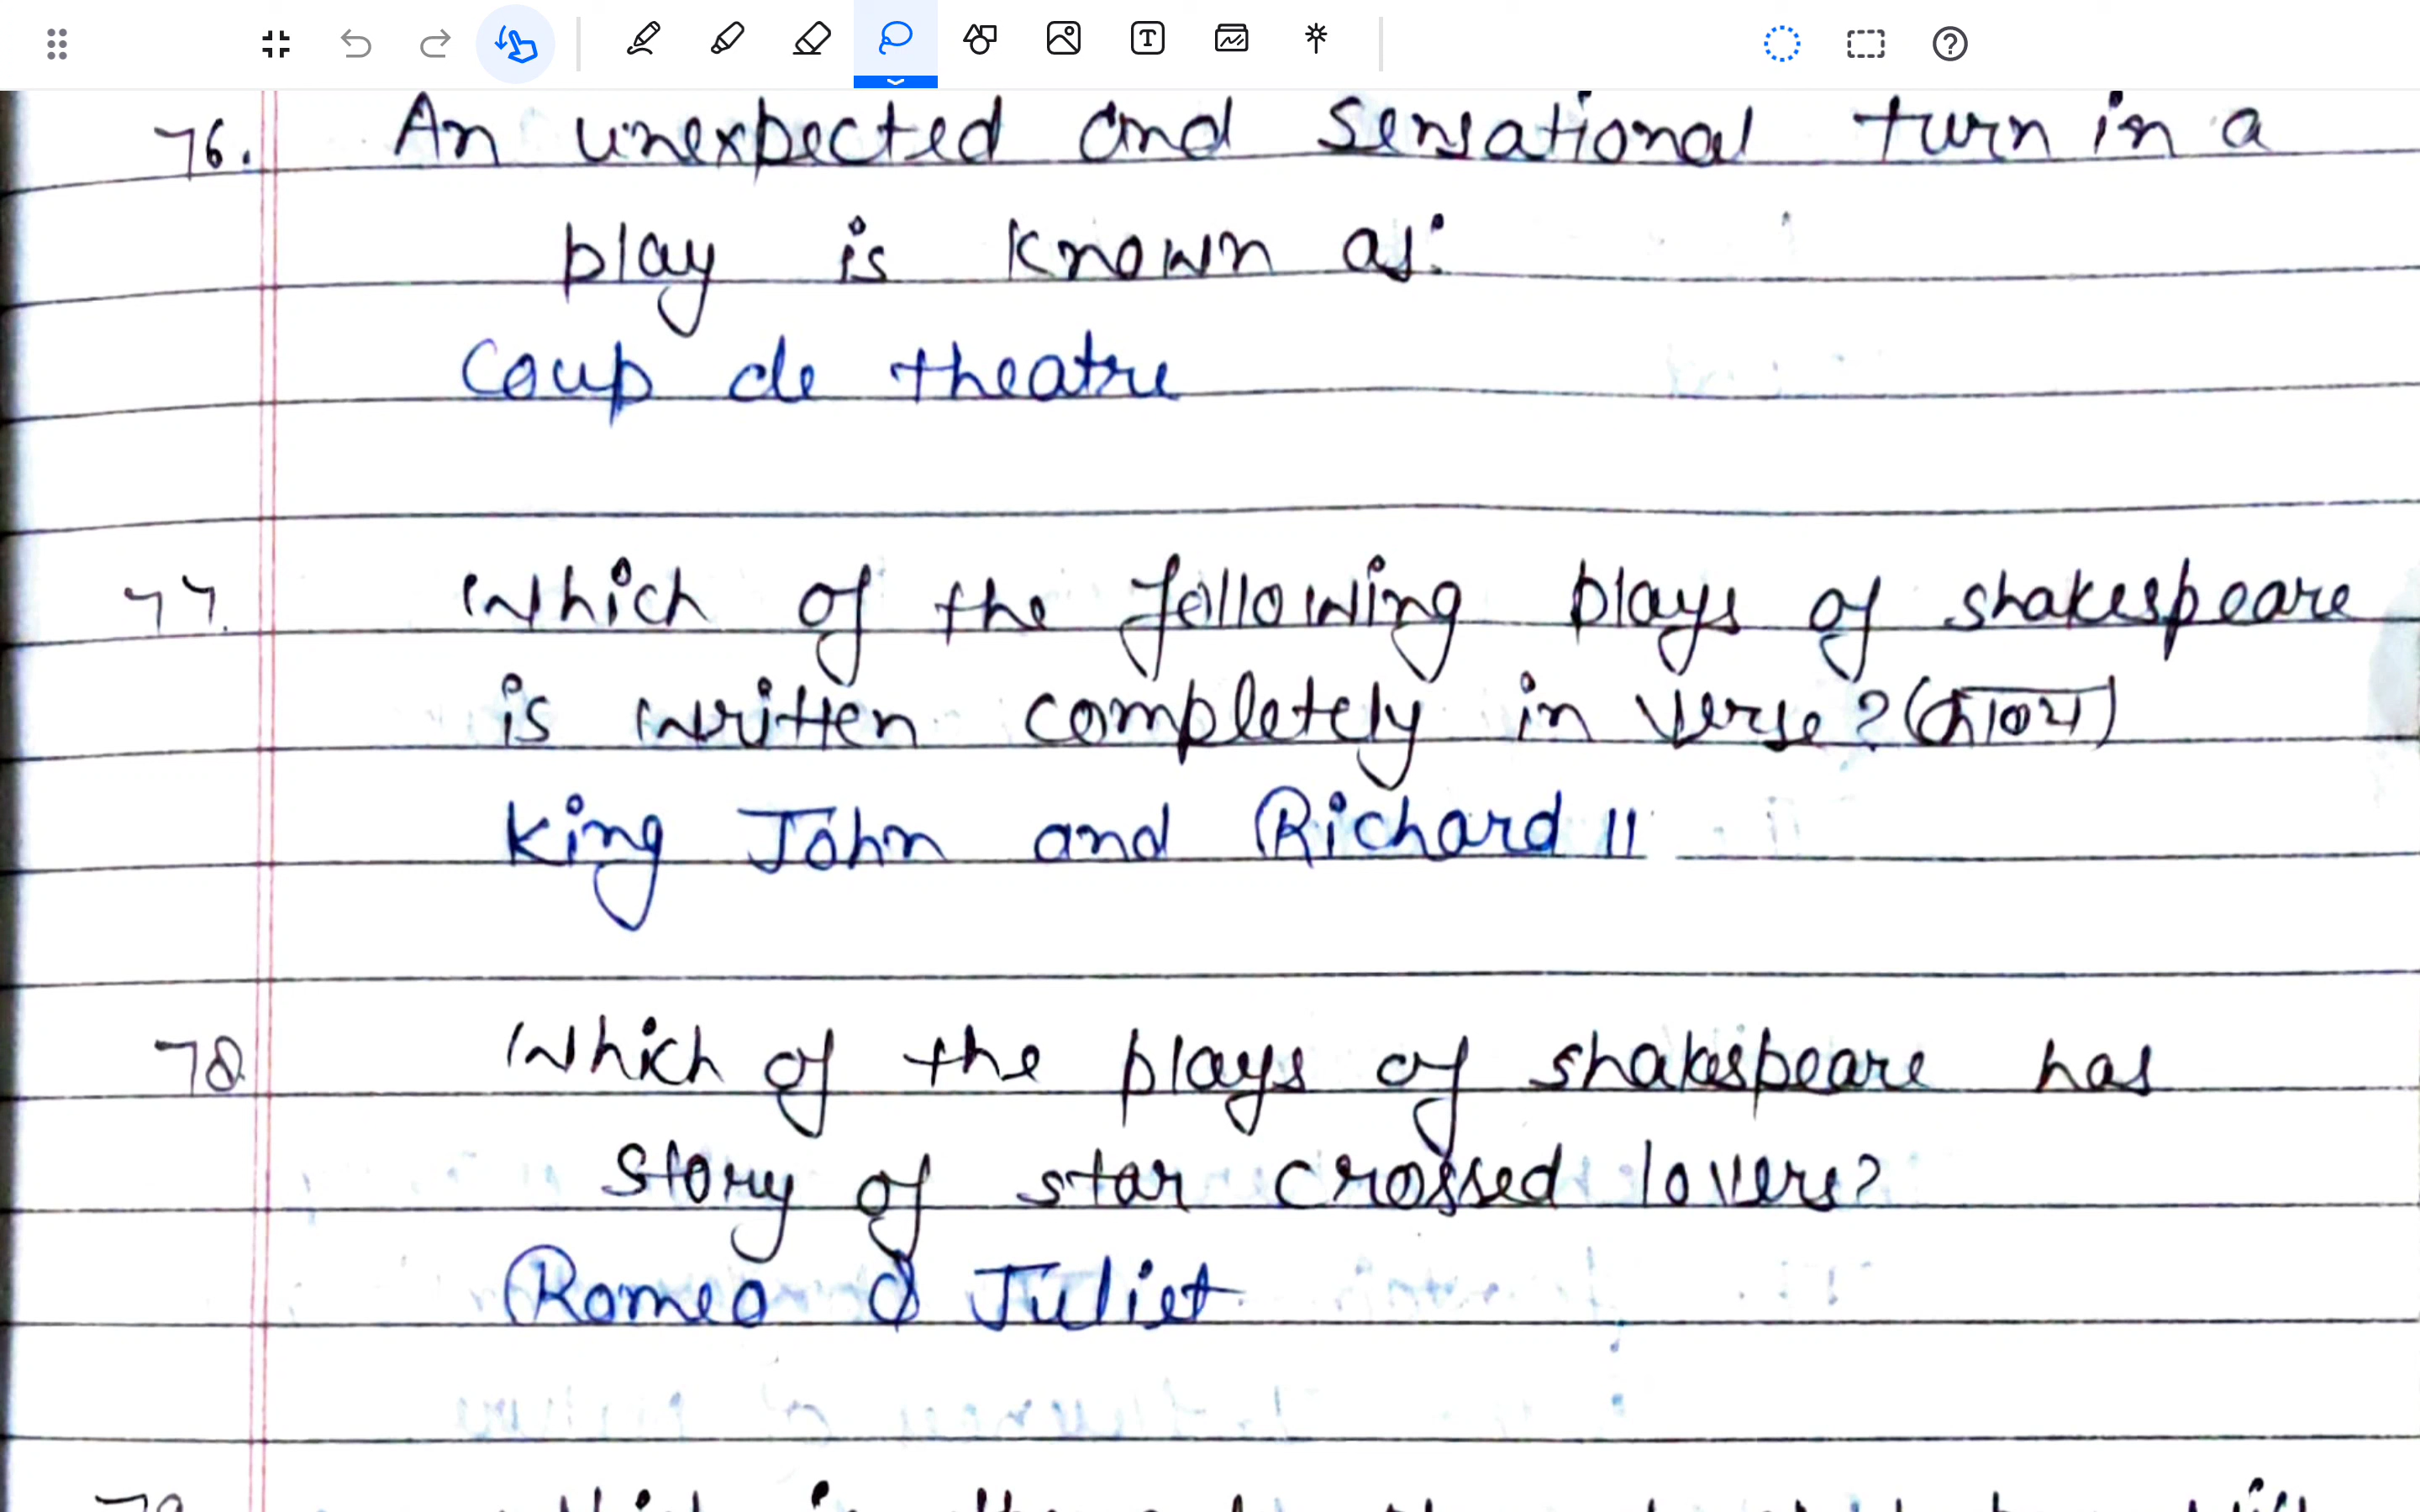 76. An unexpected and sensational turn in a
play is known as:
Coup de theatre
77. Which of the following plays of shakespeare
is written completely in verse? (काव्य)
King John and Richard II
78 Which of the plays of shakespeare has
story of star crossed lovers?
Romeo & Juliet